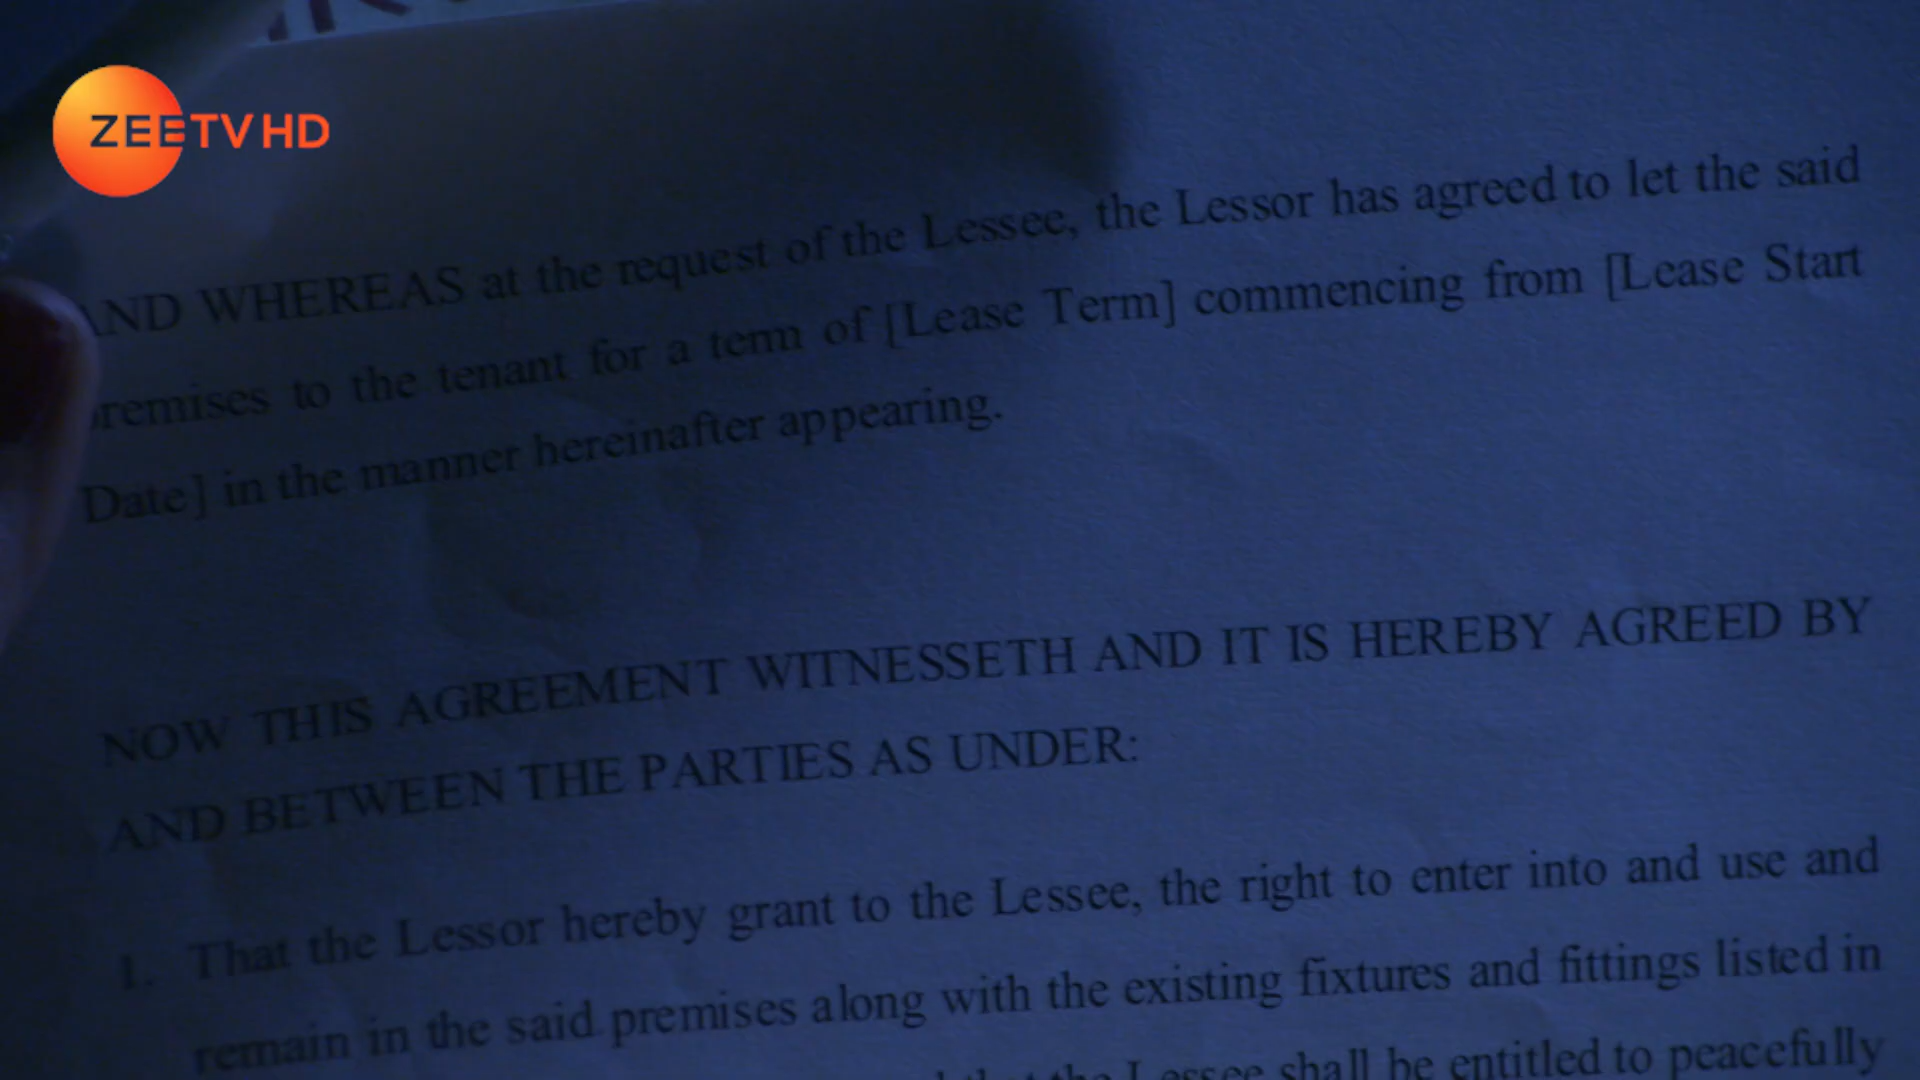 ZEETVHD
AND WHEREAS at the request of the Lessee, the Lessor has agreed to let the said
premises to the tenant for a term of [Lease Term] commencing from [Lease Start
Date] in the manner hereinafter appearing.
NOW THIS AGREEMENT WITNESSETH AND IT IS HEREBY AGREED BY
AND BETWEEN THE PARTIES AS UNDER:
1. That the Lessor hereby grant to the Lessee, the right to enter into and use and
remain in the said premises along with the existing fixtures and fittings listed in
that the Lessee shall be entitled to peacefully